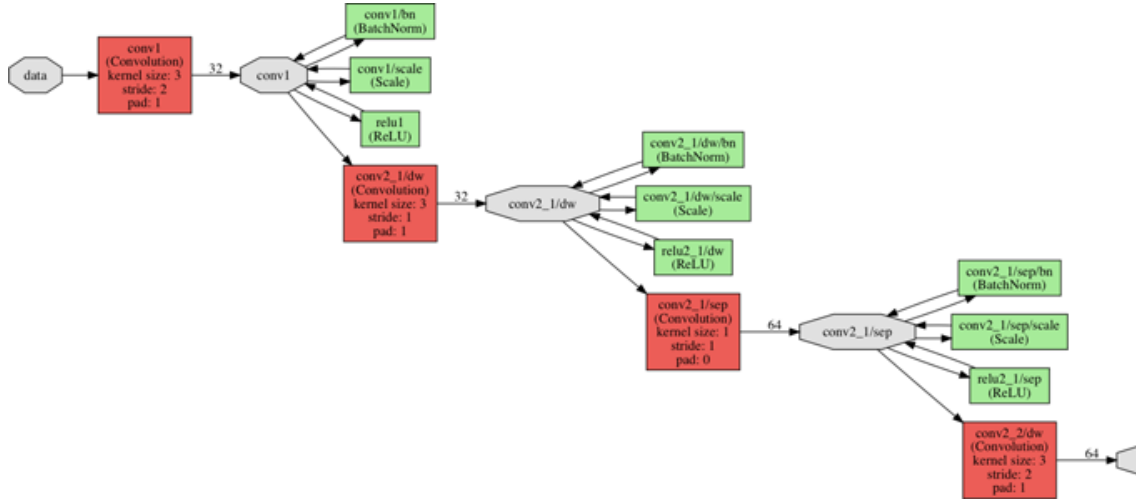 data
conv1
(Convolution)
kernel size: 3
stride: 2
pad: 1
32
conv1
conv1/bn
(BatchNorm)
conv1/scale
(Scale)
relu1
(ReLU)
conv2_1/dw
(Convolution)
kernel size: 3
stride: 1
pad: 1
32
conv2_1/dw
conv2_1/dw/bn
(BatchNorm)
conv2_1/dw/scale
(Scale)
relu2_1/dw
(ReLU)
conv2_1/sep
(Convolution)
kernel size: 1
stride: 1
pad: 0
64
conv2_1/sep
conv2_1/sep/bn
(BatchNorm)
conv2_1/sep/scale
(Scale)
relu2_1/sep
(ReLU)
conv2_2/dw
(Convolution)
kernel size: 3
stride: 2
pad: 1
64